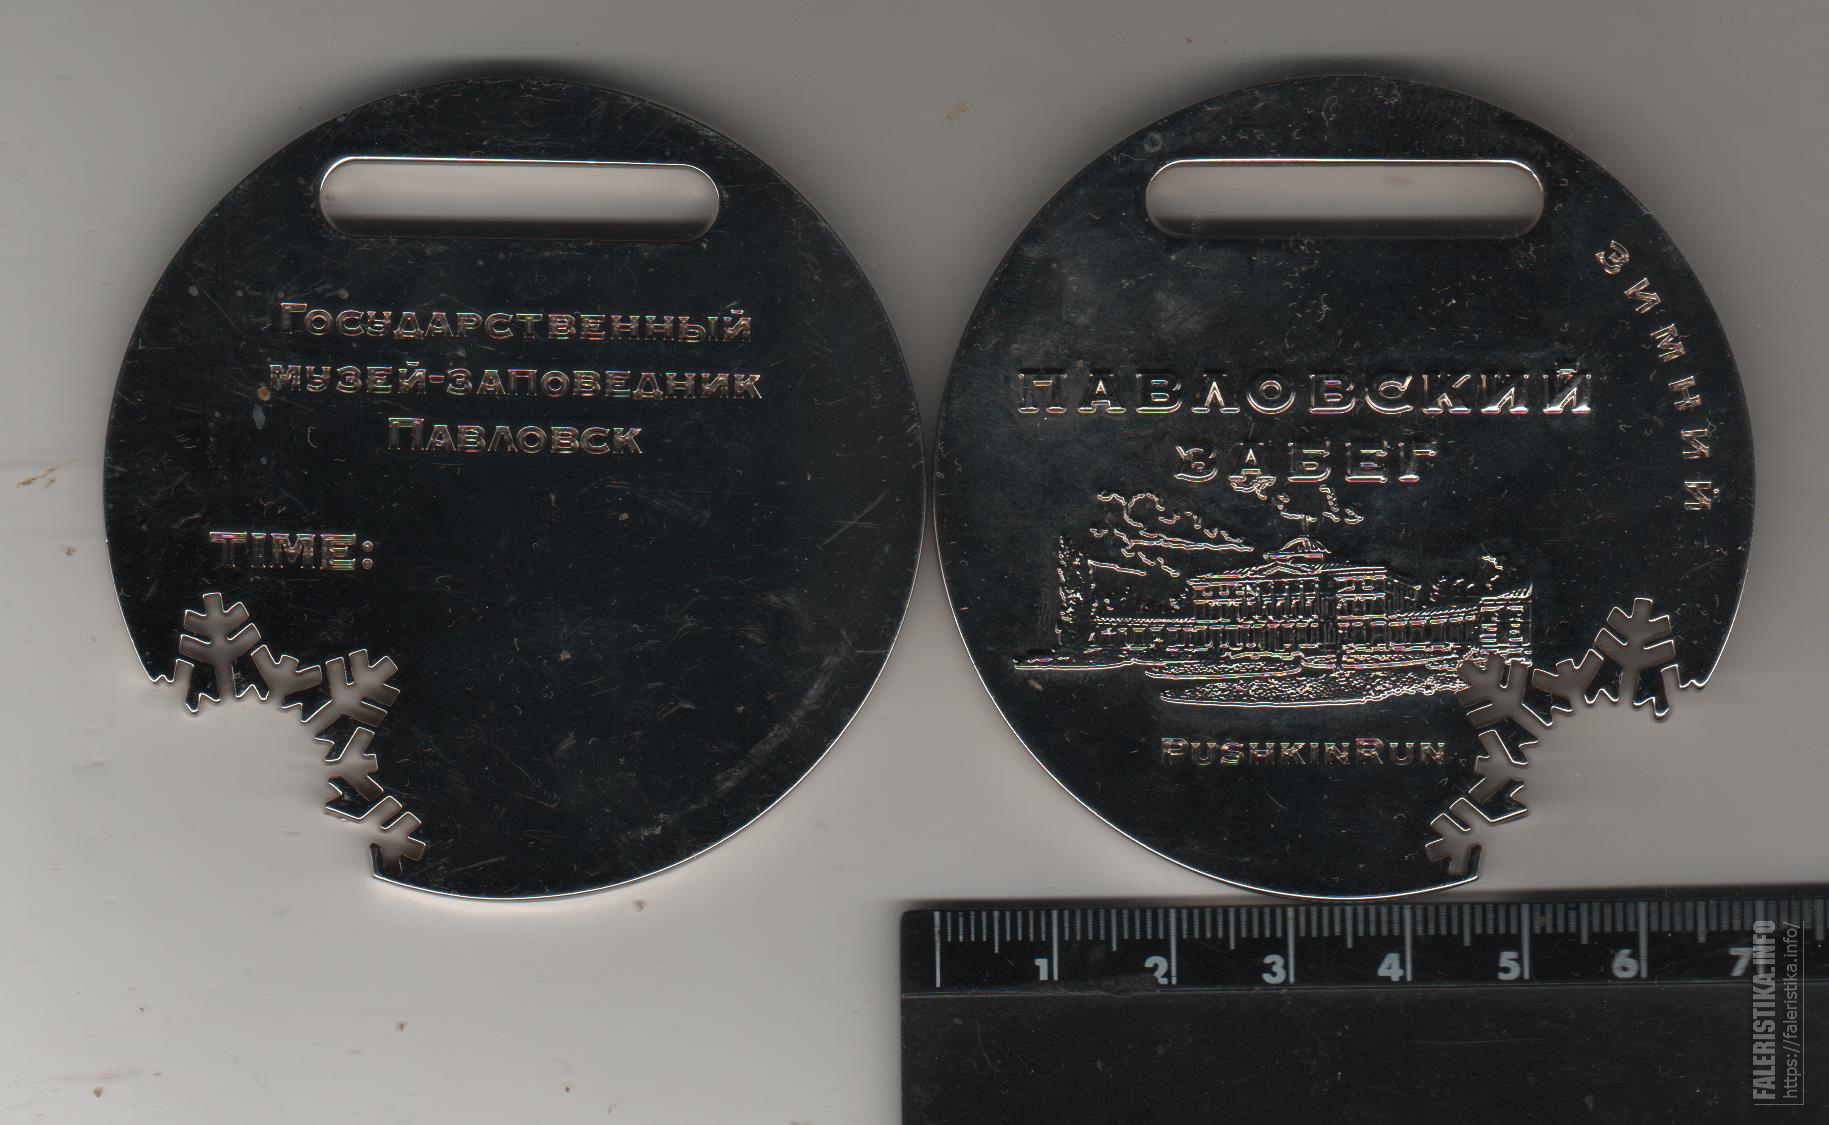 Государственный
музей-заповедник
Павловск
TIME:
ЗИМНИЙ
ПАВЛОВСКИЙ
ЗАБЕГ
PUSHKINRUN
1 2 3 4 5 6 7
FALERISTIKA.INFO
https://faleristika.info/